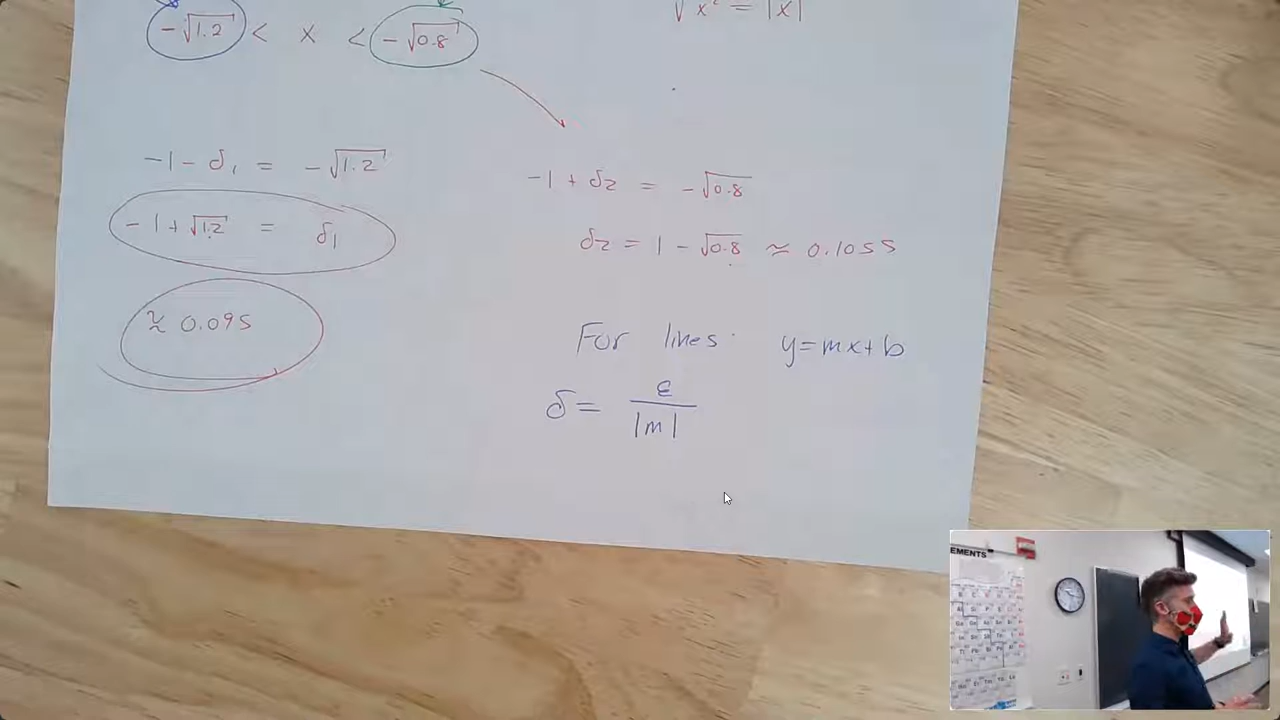 -√1.2 < x < -√0.8
√x² = |x|
-1 - δ₁ = -√1.2
-1 + √1.2 = δ₁
≈ 0.095
-1 + δ2 = -√0.8
δ2 = 1 - √0.8 ≈ 0.1055
For lines: y=mx+b
δ = ε/|m|
EMENTS